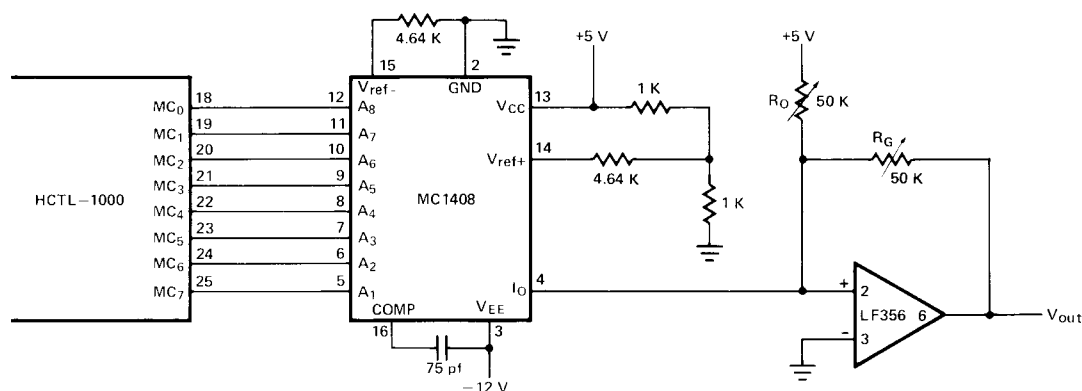 4.64 K
+5 V
+5 V
15
2
Vref-
GND
R_O
50 K
MC0
18
12
A8
VCC
13
1 K
MC1
19
11
A7
MC2
20
10
A6
Vref+
14
4.64 K
R_G
50 K
MC3
21
9
A5
HCTL-1000
MC4
22
8
A4
MC1408
1 K
MC5
23
7
A3
MC6
24
6
A2
MC7
25
5
A1
IO
4
+
2
LF356
6
Vout
-
3
COMP
VEE
16
3
75 pf
-12 V